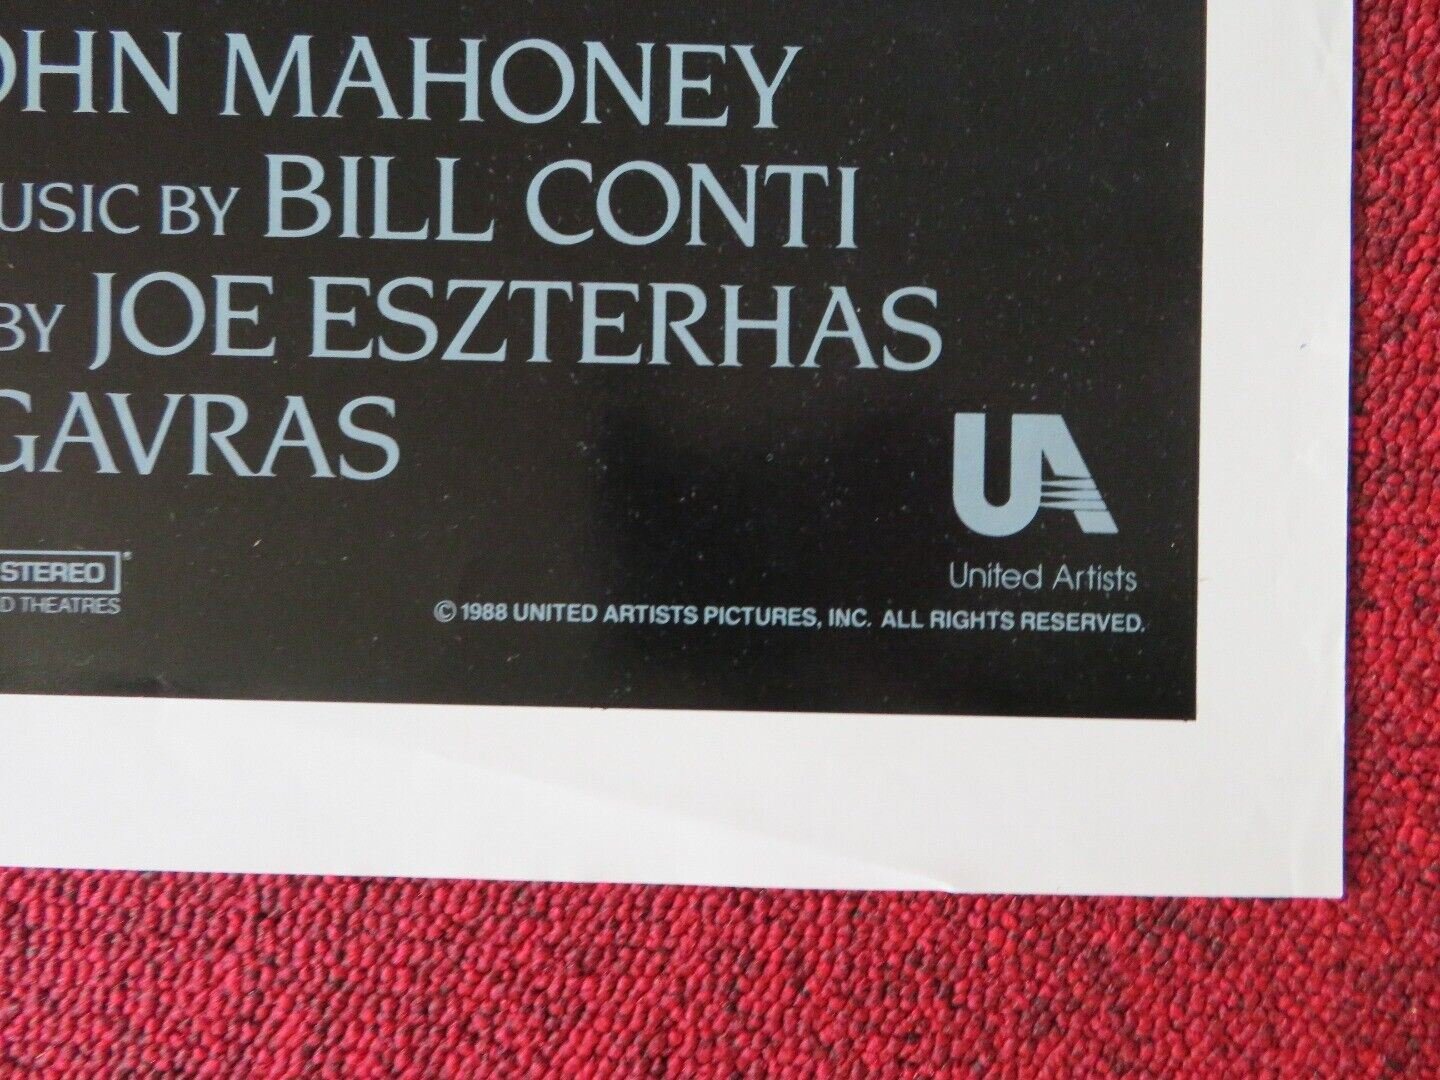 OHN MAHONEY
USIC BY BILL CONTI
BY JOE ESZTERHAS
GAVRAS
UA
STEREO
D THEATRES
United Artists
© 1988 UNITED ARTISTS PICTURES, INC. ALL RIGHTS RESERVED.